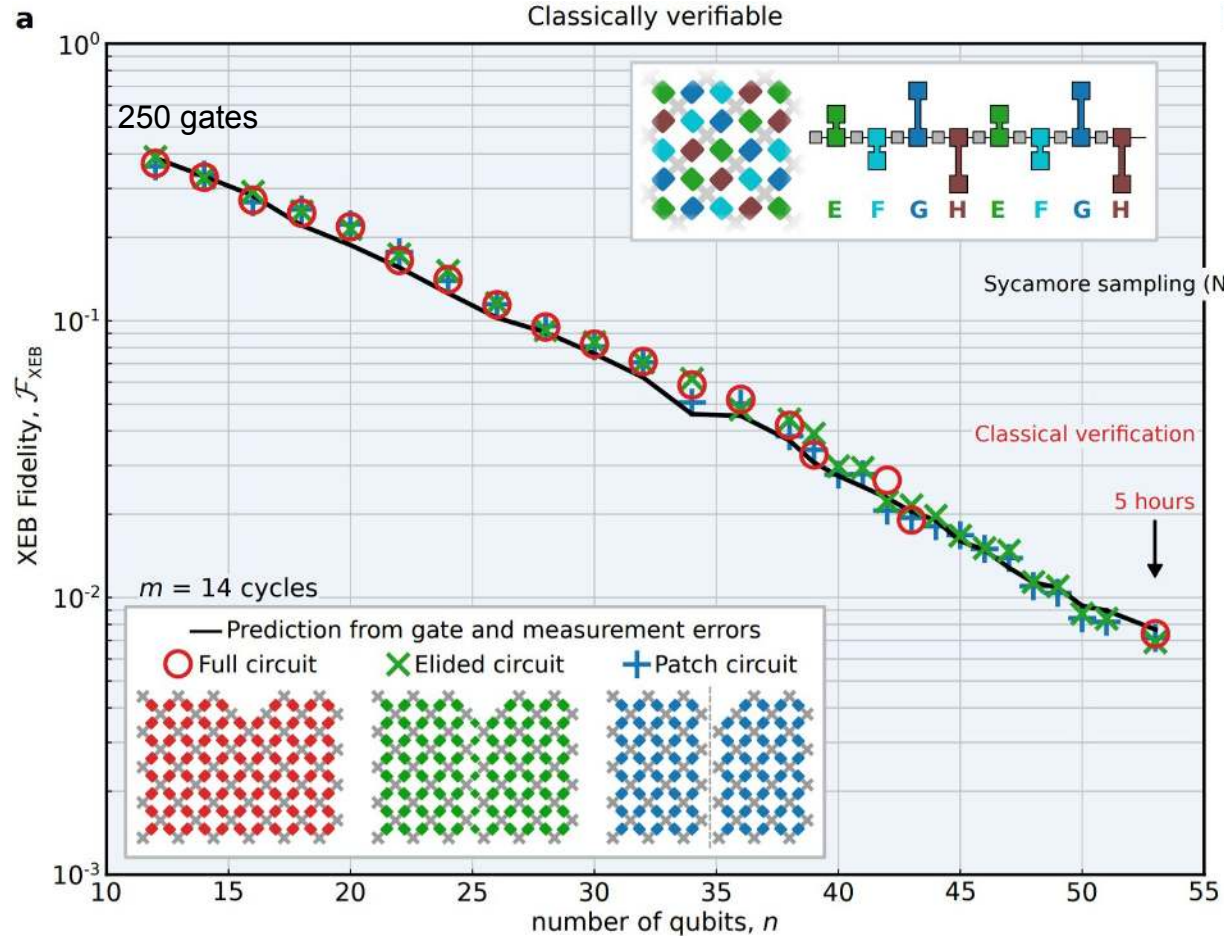 a
Classically verifiable
10^0
250 gates
E F G H E F G H
Sycamore sampling (N
10^-1
XEB Fidelity, ℱ_XEB
Classical verification
5 hours
10^-2
m = 14 cycles
Prediction from gate and measurement errors
Full circuit Elided circuit Patch circuit
10^-3
10 15 20 25 30 35 40 45 50 55
number of qubits, n